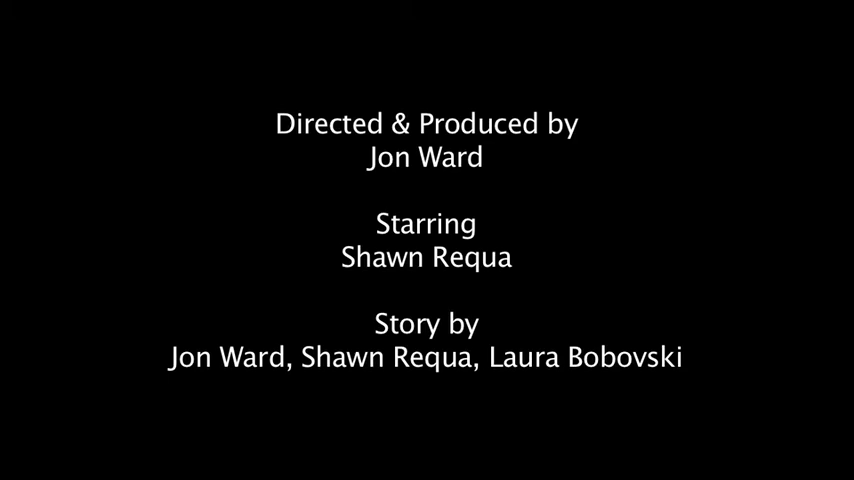 Directed & Produced by
Jon Ward
Starring
Shawn Requa
Story by
Jon Ward, Shawn Requa, Laura Bobovski